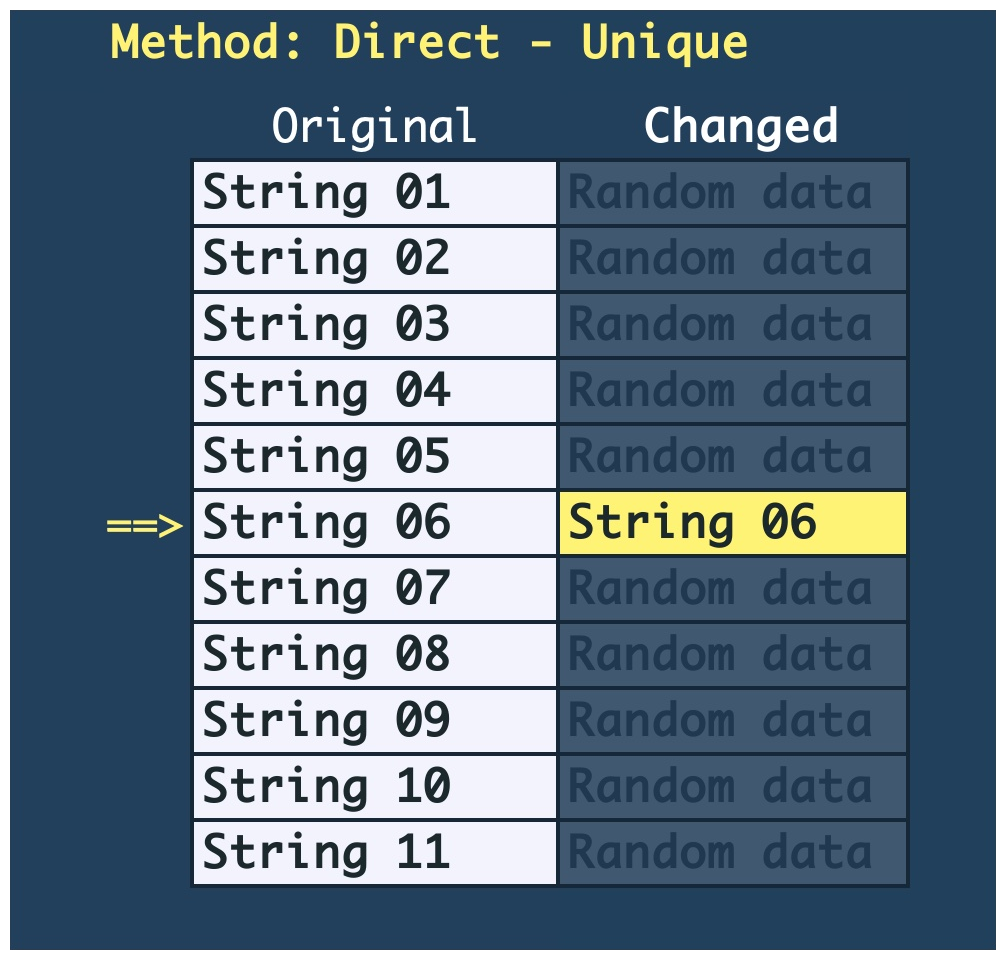 Method: Direct - Unique
Original Changed
String 01 Random data
String 02 Random data
String 03 Random data
String 04 Random data
String 05 Random data
==> String 06 String 06
String 07 Random data
String 08 Random data
String 09 Random data
String 10 Random data
String 11 Random data